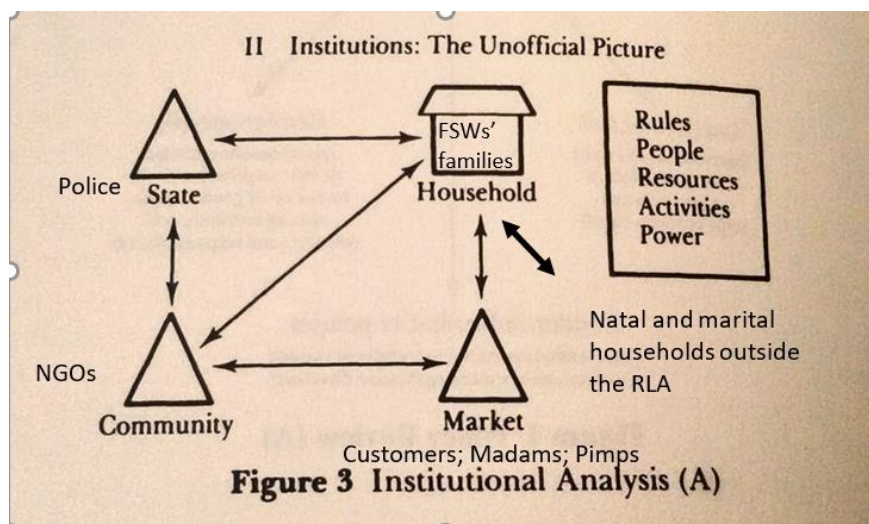 II Institutions: The Unofficial Picture
FSWs'
families
Rules
People
Resources
Activities
Power
Police
State
Household
Natal and marital
households outside
the RLA
NGOs
Community
Market
Customers; Madams; Pimps
Figure 3 Institutional Analysis (A)